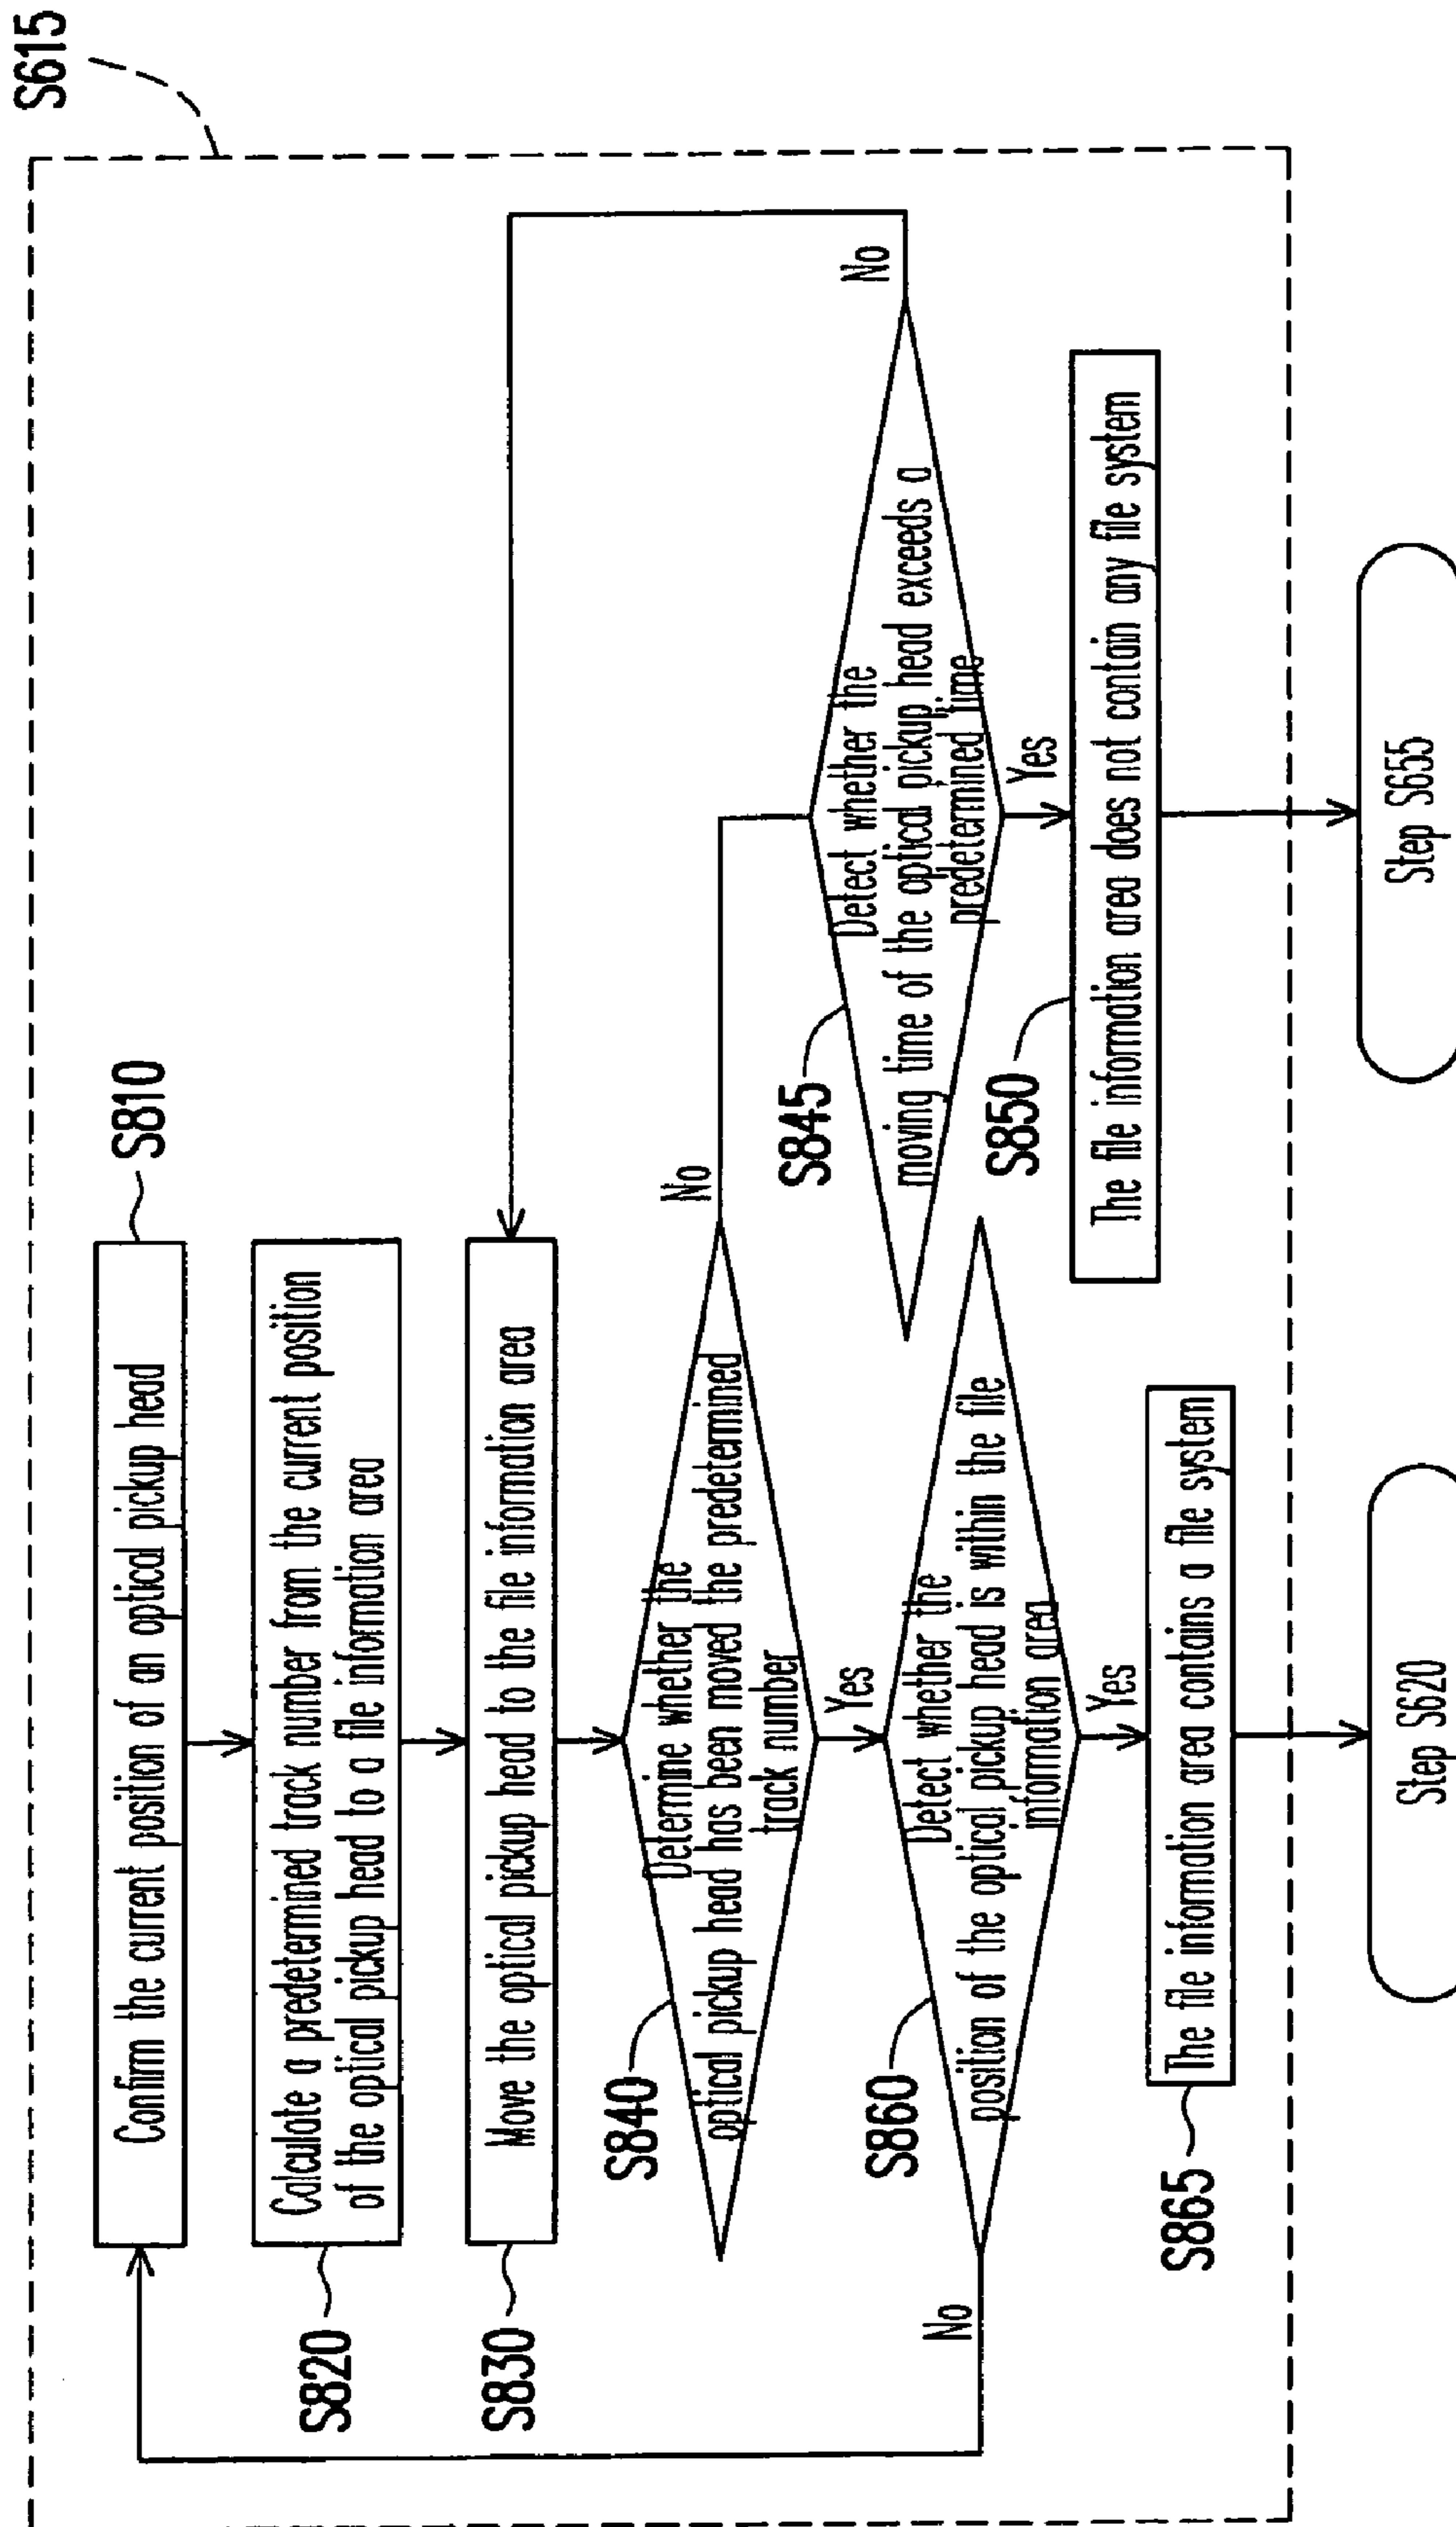 S615
S810
Confirm the current position of an optical pickup head
S820
Calculate a predetermined track number from the current position
of the optical pickup head to a file information area
S830
Move the optical pickup head to the file information area
S840
Determine whether the
optical pickup head has been moved the predetermined
track number
No
Yes
S845
Detect whether the
moving time of the optical pickup head exceeds a
predetermined time
No
Yes
S850
The file information area does not contain any file system
S860
Detect whether the
position of the optical pickup head is within the file
information area
No
Yes
S865
The file information area contains a file system
Step S620
Step S655